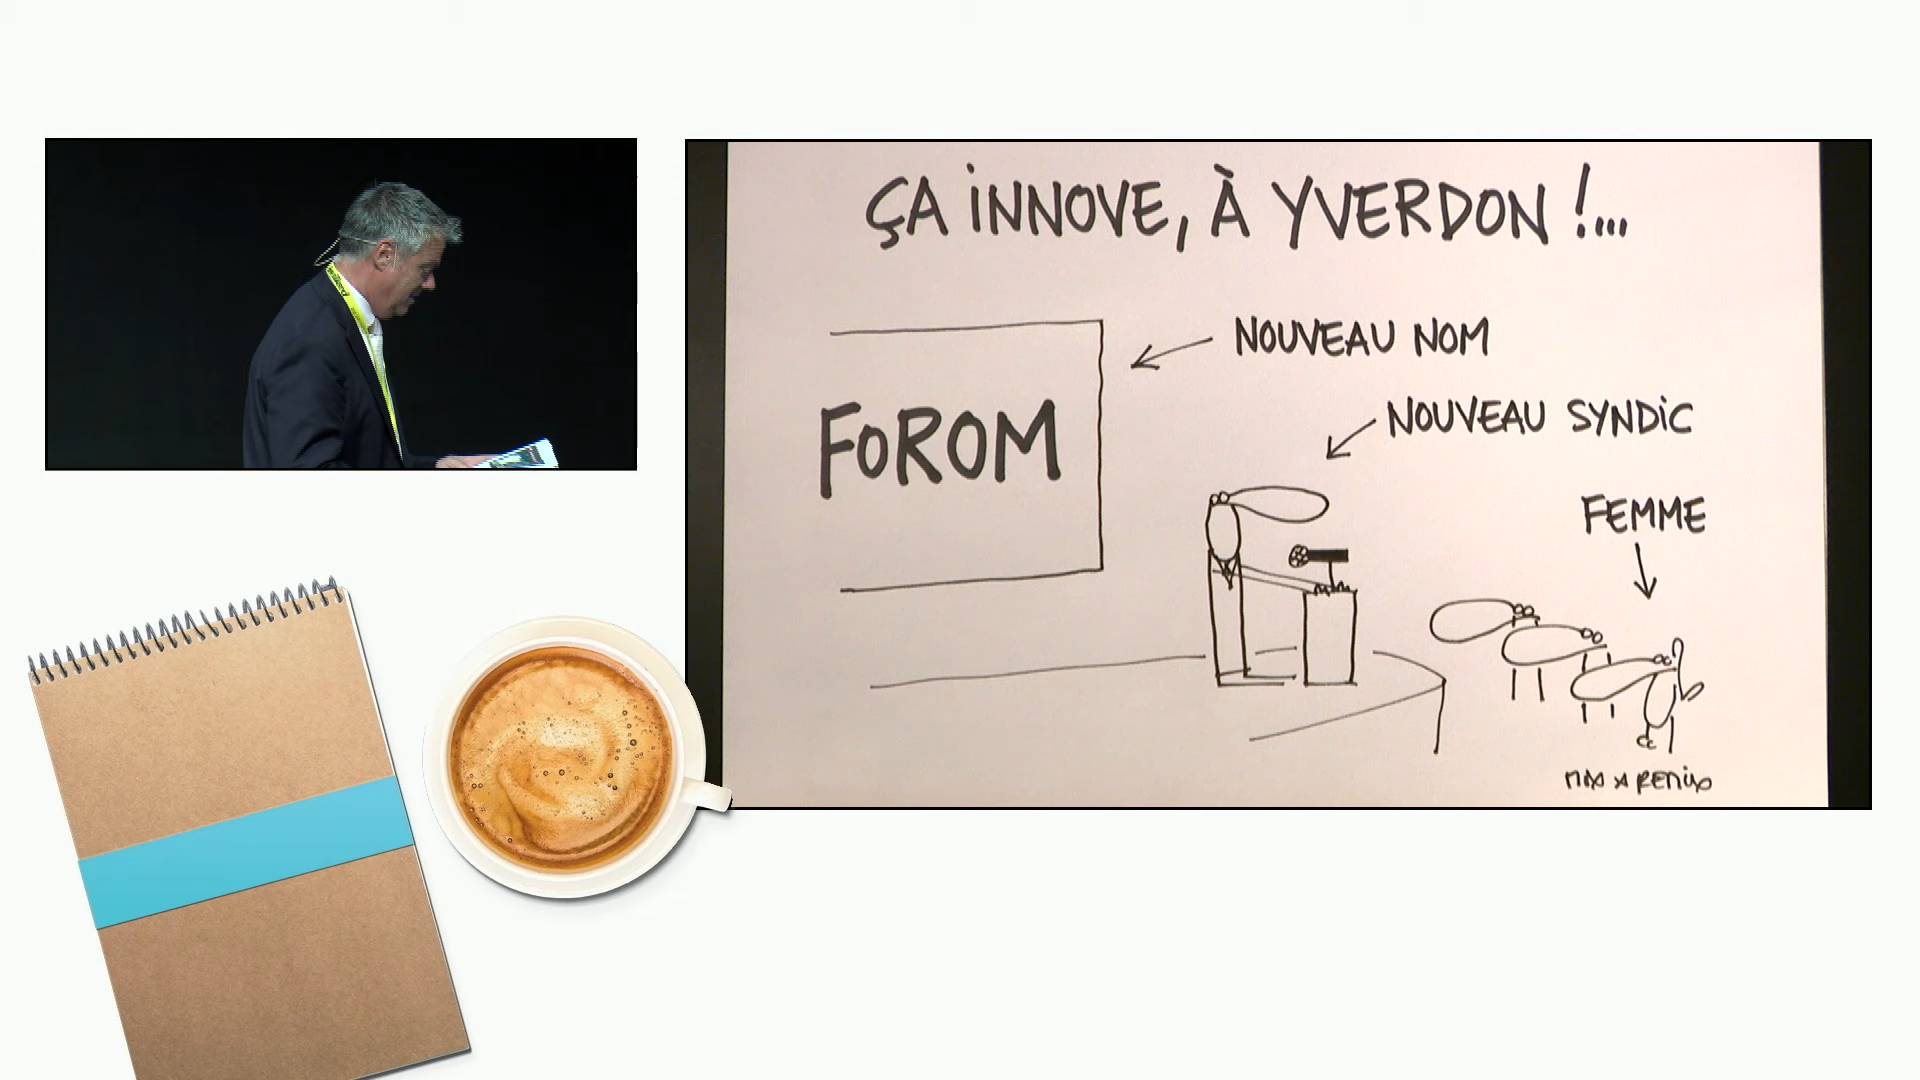 ÇA INNOVE, À YVERDON !...
NOUVEAU NOM
NOUVEAU SYNDIC
FOROM
FEMME